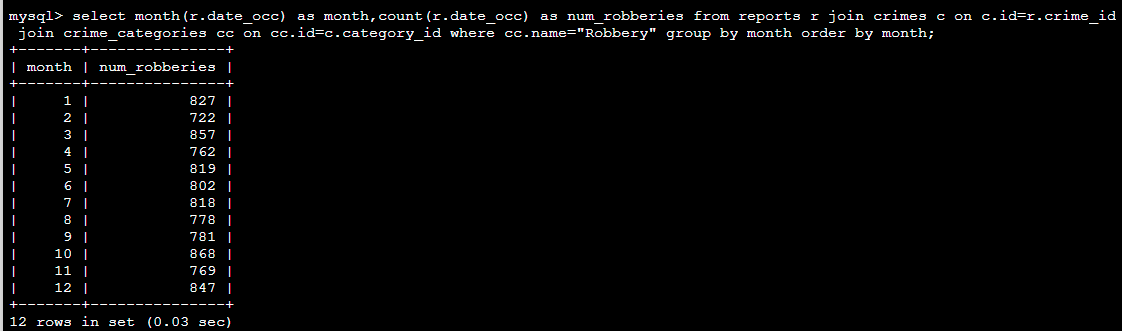 mysql> select month(r.date_occ) as month,count(r.date_occ) as num_robberies from reports r join crimes c on c.id=r.crime_id
 join crime_categories cc on cc.id=c.category_id where cc.name="Robbery" group by month order by month;
+-------+---------------+
| month | num_robberies |
+-------+---------------+
|     1 |           827 |
|     2 |           722 |
|     3 |           857 |
|     4 |           762 |
|     5 |           819 |
|     6 |           802 |
|     7 |           818 |
|     8 |           778 |
|     9 |           781 |
|    10 |           868 |
|    11 |           769 |
|    12 |           847 |
+-------+---------------+
12 rows in set (0.03 sec)